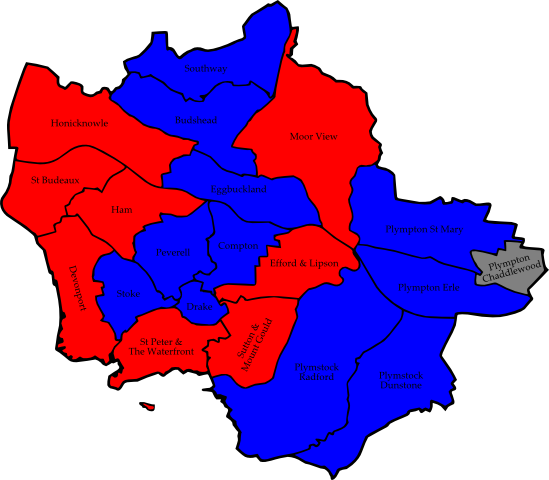 Southway
Budshead
Honicknowle
Moor View
St Budeaux
Eggbuckland
Ham
Plympton St Mary
Compton
Peverell
Efford & Lipson
Plympton
Chaddlewood
Devonport
Stoke
Plympton Erle
Drake
St Peter &
The Waterfront
Sutton &
Mount Gould
Plymstock
Radford
Plymstock
Dunstone